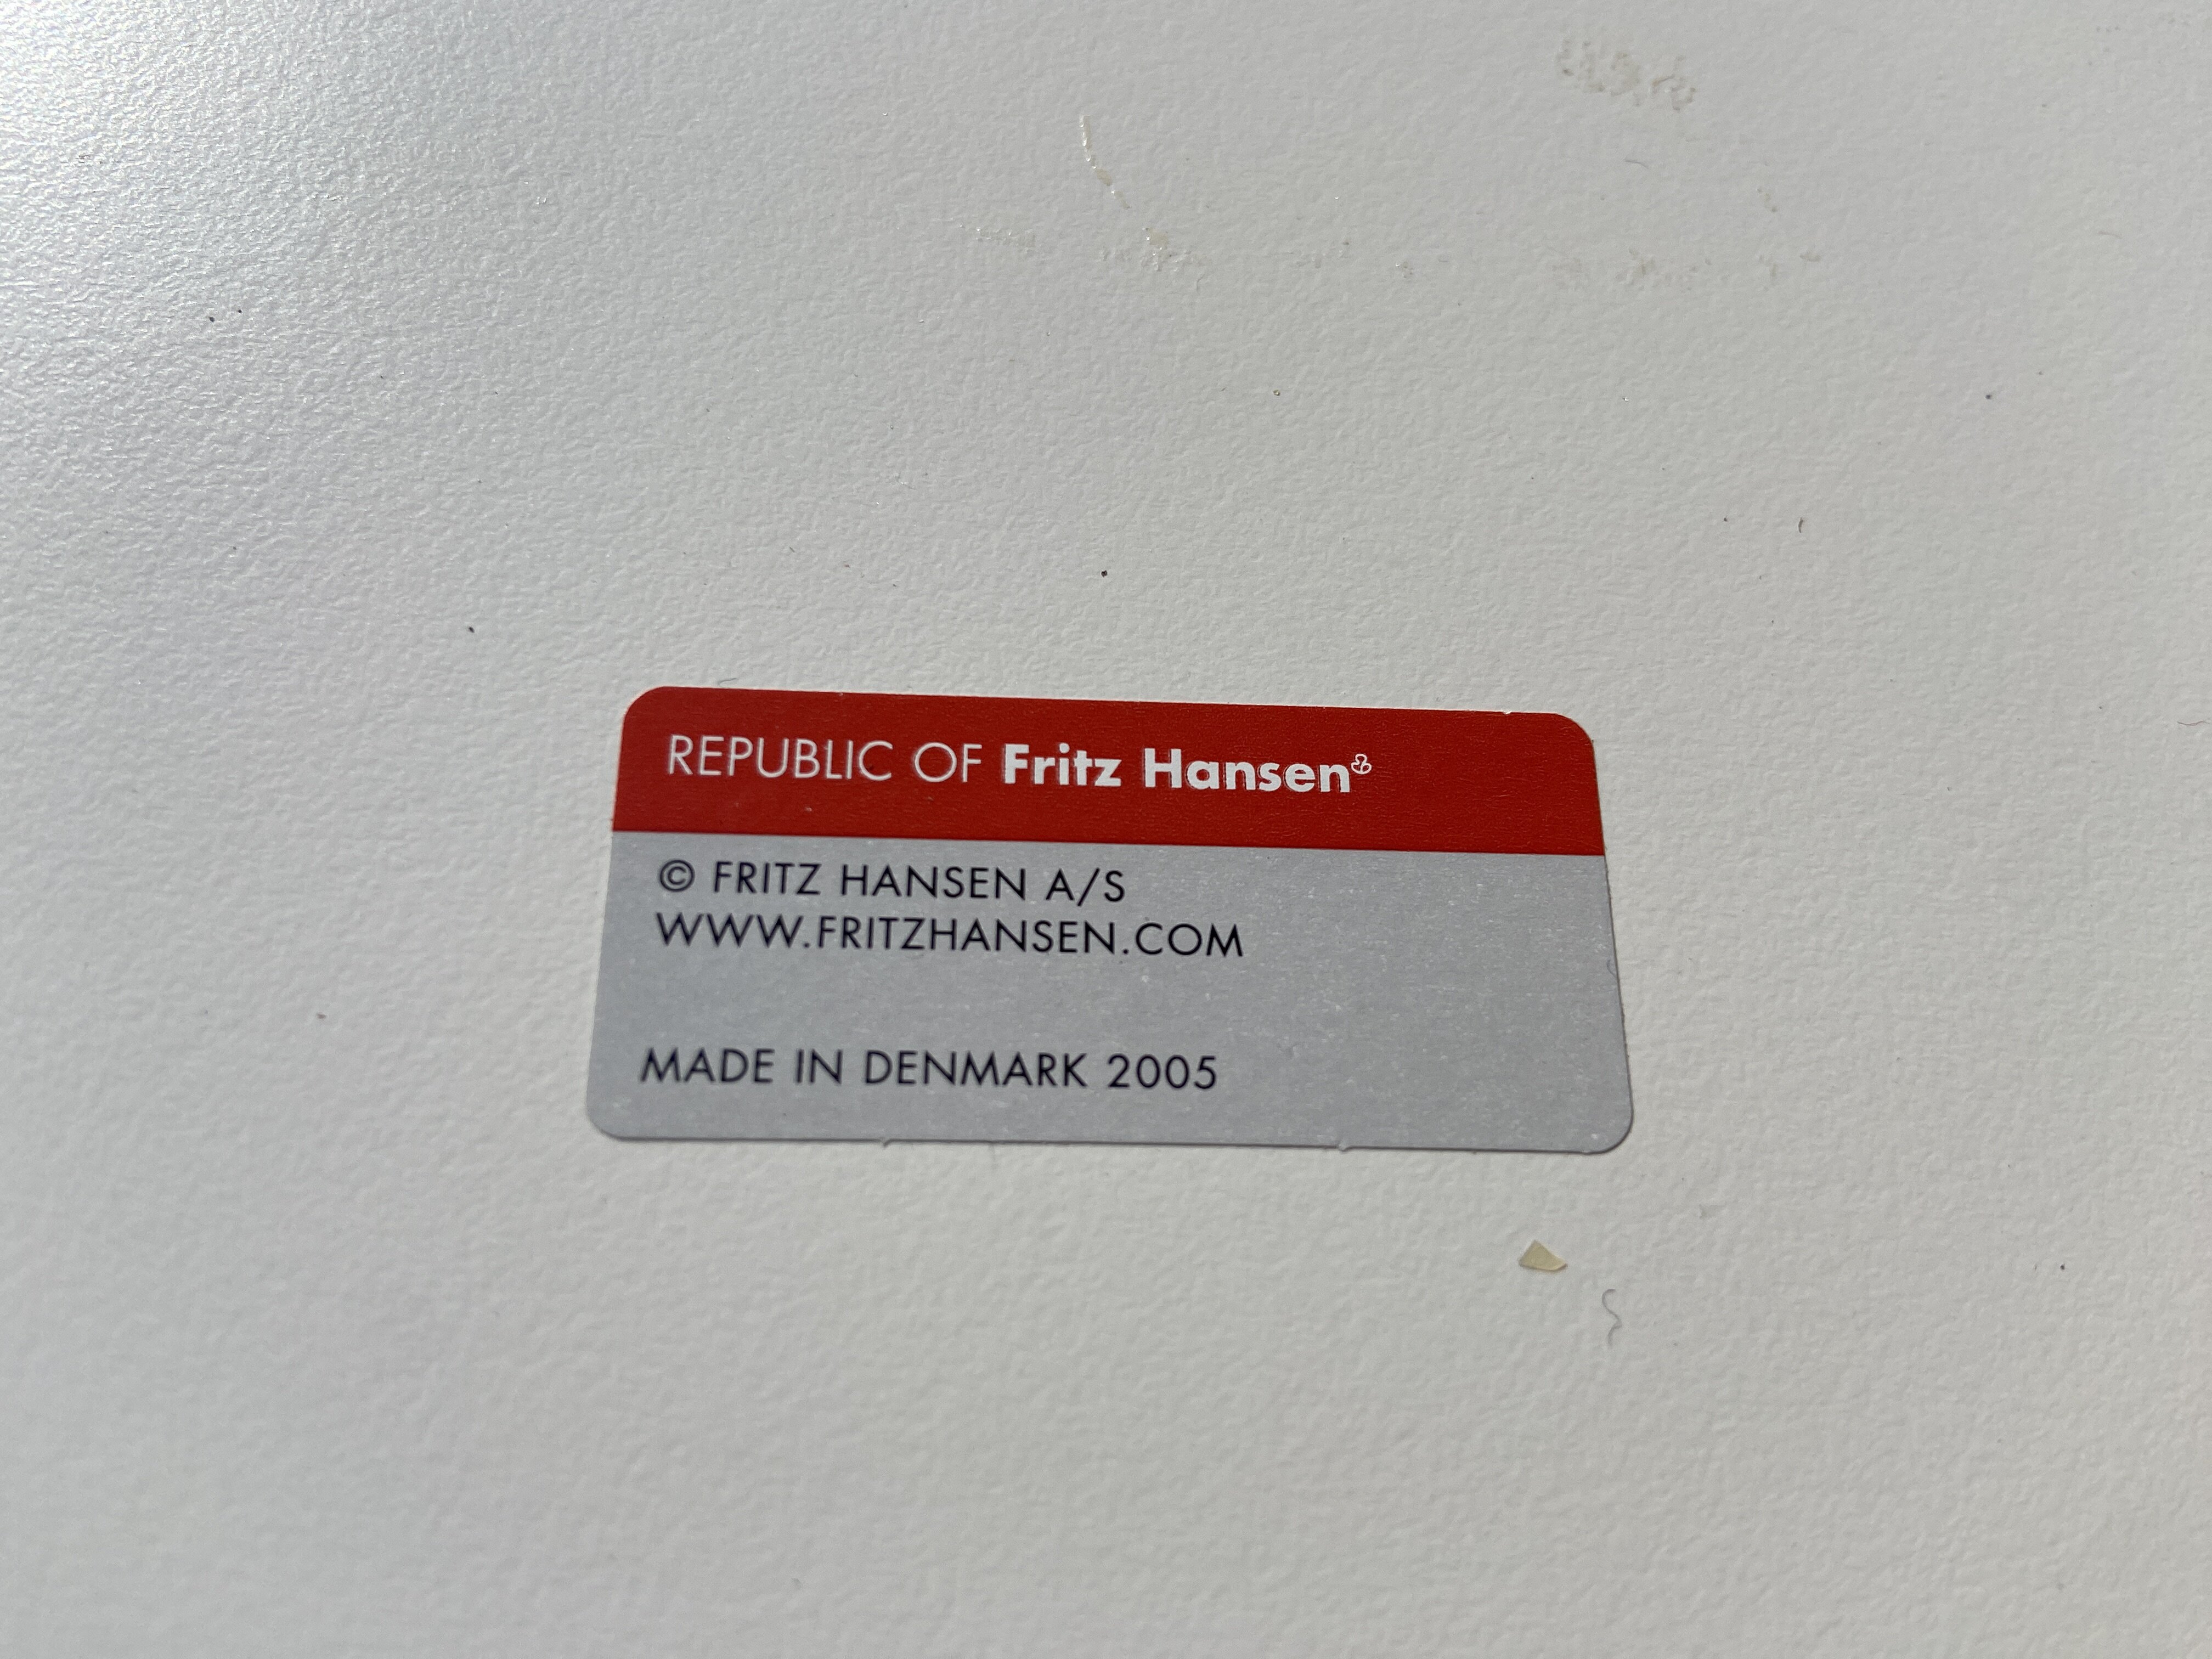 REPUBLIC OF Fritz Hansen
© FRITZ HANSEN A/S
WWW.FRITZHANSEN.COM
MADE IN DENMARK 2005